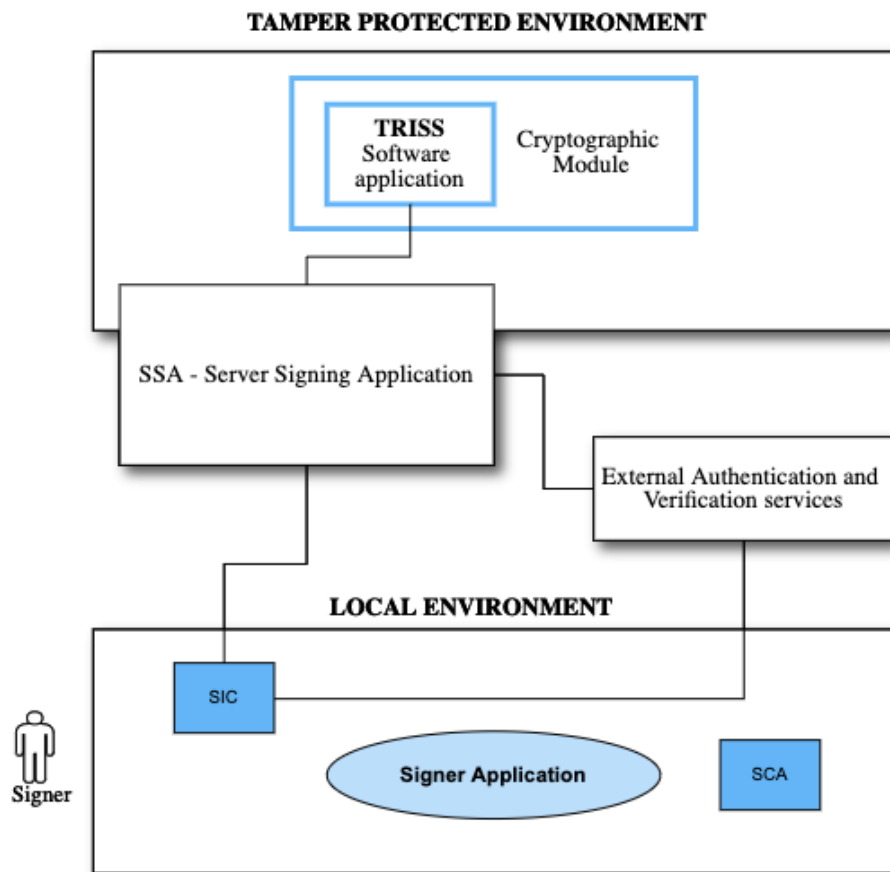 TAMPER PROTECTED ENVIRONMENT
TRISS
Software
application
Cryptographic
Module
SSA - Server Signing Application
External Authentication and
Verification services
LOCAL ENVIRONMENT
SIC
Signer Application
SCA
Signer